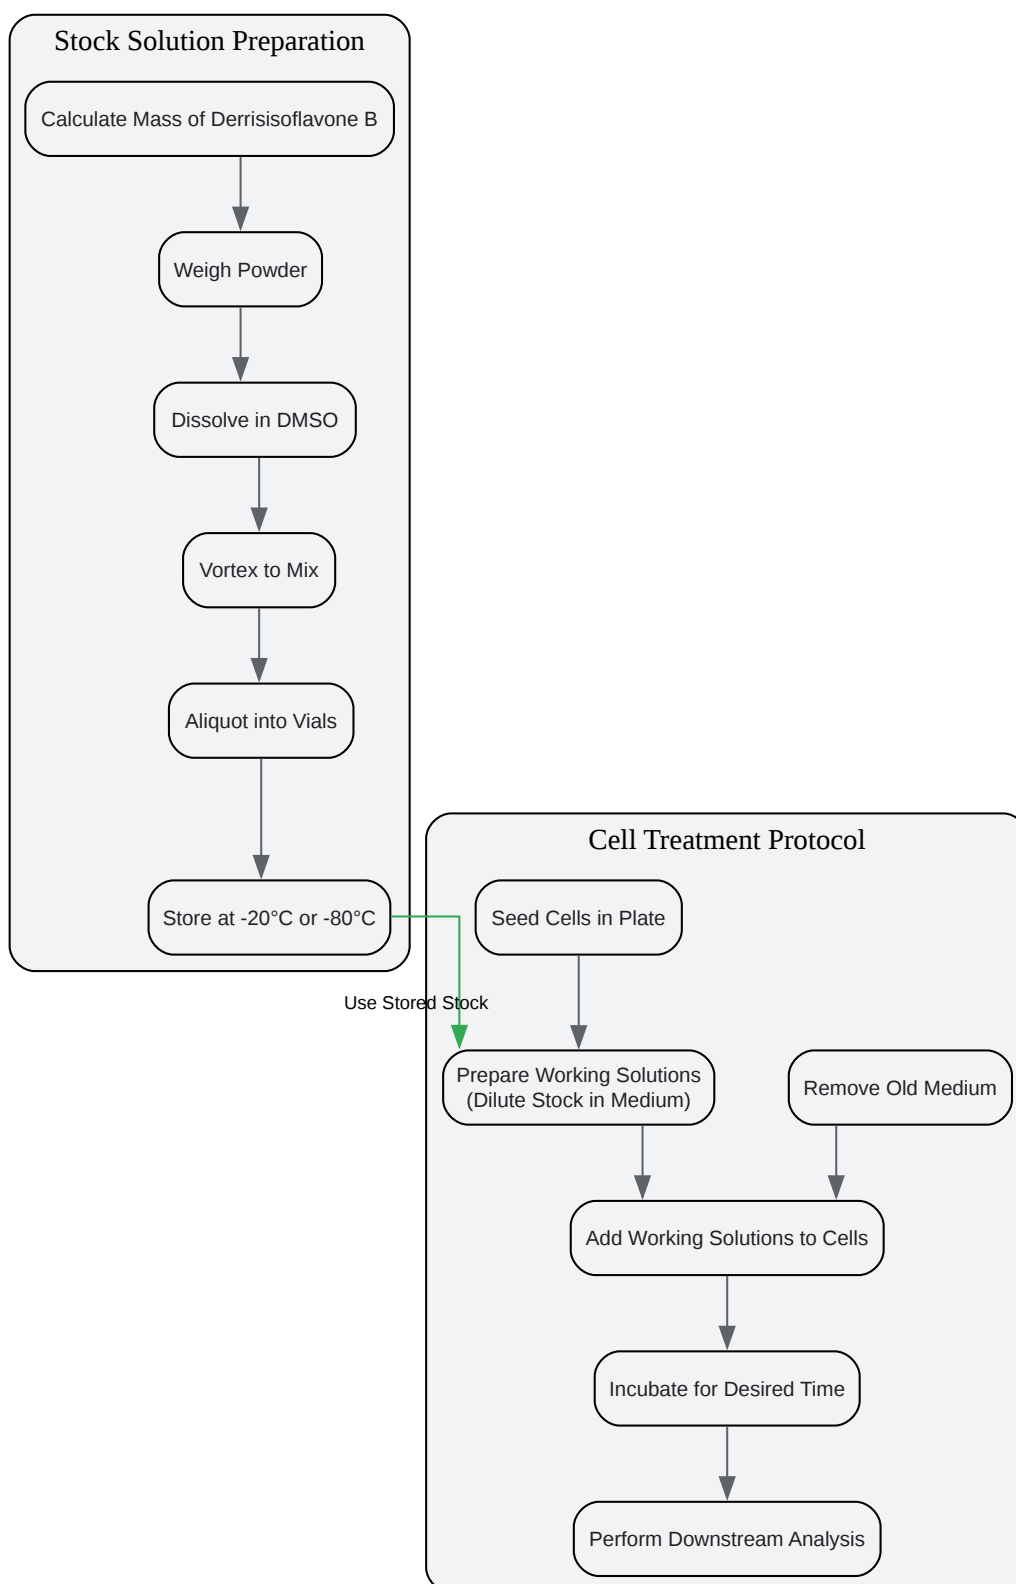 Stock Solution Preparation
Calculate Mass of Derrisisoflavone B
Weigh Powder
Dissolve in DMSO
Vortex to Mix
Aliquot into Vials
Store at -20°C or -80°C
Use Stored Stock
Cell Treatment Protocol
Seed Cells in Plate
Prepare Working Solutions
(Dilute Stock in Medium)
Remove Old Medium
Add Working Solutions to Cells
Incubate for Desired Time
Perform Downstream Analysis